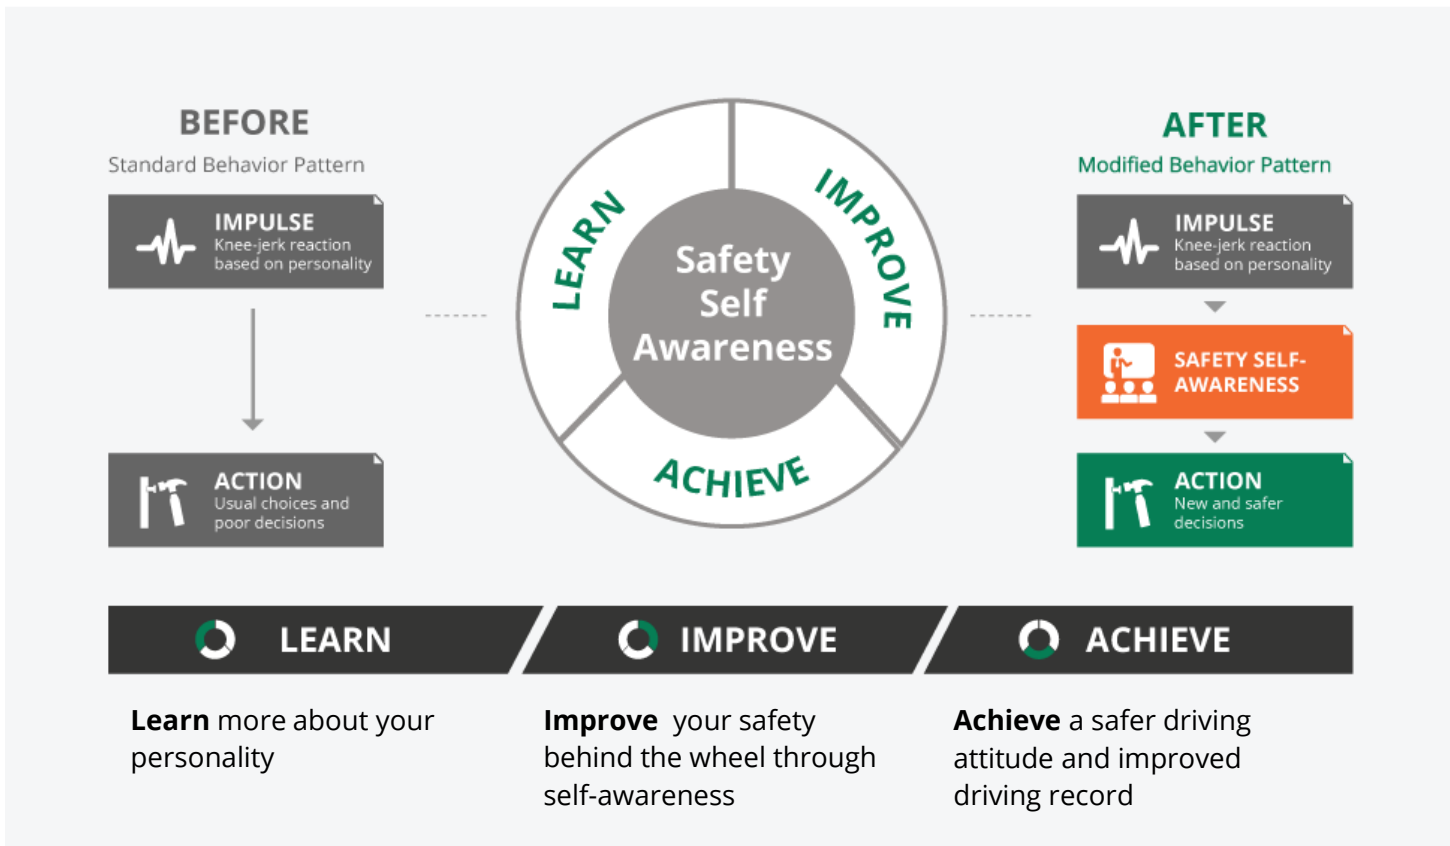 BEFORE
Standard Behavior Pattern
IMPULSE
Knee-jerk reaction
based on personality
ACTION
Usual choices and
poor decisions
LEARN
IMPROVE
ACHIEVE
Safety
Self
Awareness
AFTER
Modified Behavior Pattern
IMPULSE
Knee-jerk reaction
based on personality
SAFETY SELF-
AWARENESS
ACTION
New and safer
decisions
LEARN
IMPROVE
ACHIEVE
Learn more about your
personality
Improve your safety
behind the wheel through
self-awareness
Achieve a safer driving
attitude and improved
driving record